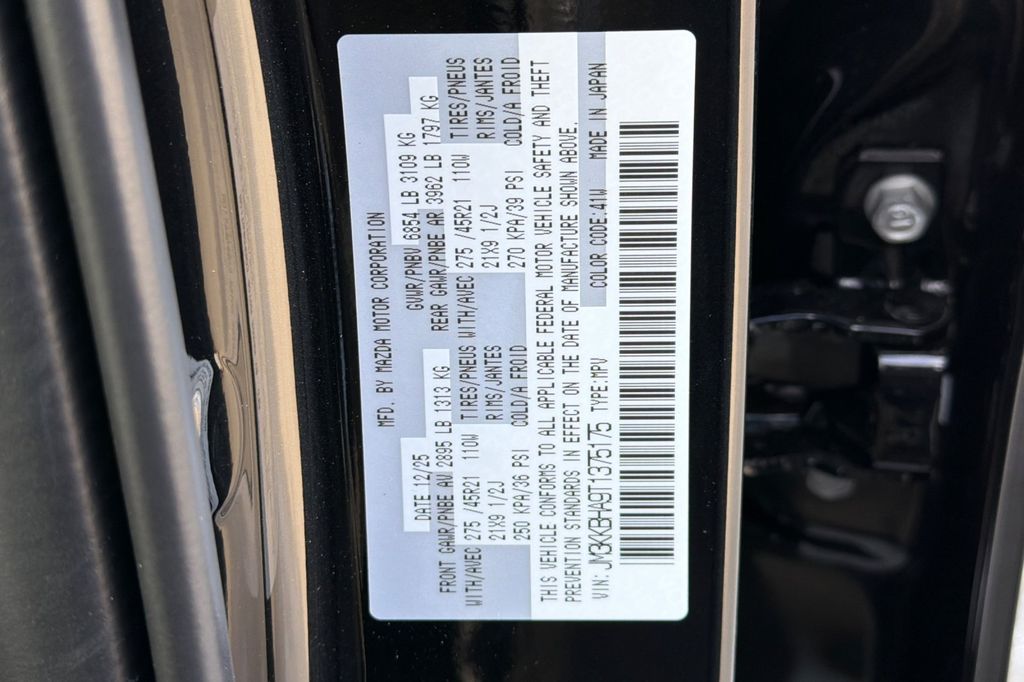 MFD. BY MAZDA MOTOR CORPORATION
DATE 12/25 GVWR/PNBV 6854 LB 3109 KG
FRONT GAWR/PNBE AV 2895 LB 1313 KG REAR GAWR/PNBE AR 3962 LB 1797 KG
WITH/AVEC 275 /45R21 110W TIRES/PNEUS WITH/AVEC 275 /45R21 110W TIRES/PNEUS
21X9 1/2J RIMS/JANTES 21X9 1/2J RIMS/JANTES
250 KPA/36 PSI COLD/A FROID 270 KPA/39 PSI COLD/A FROID
THIS VEHICLE CONFORMS TO ALL APPLICABLE FEDERAL MOTOR VEHICLE SAFETY AND THEFT
PREVENTION STANDARDS IN EFFECT ON THE DATE OF MANUFACTURE SHOWN ABOVE.
VIN: JM3KKBHA9T1375175 TYPE:MPV COLOR CODE:41W MADE IN JAPAN